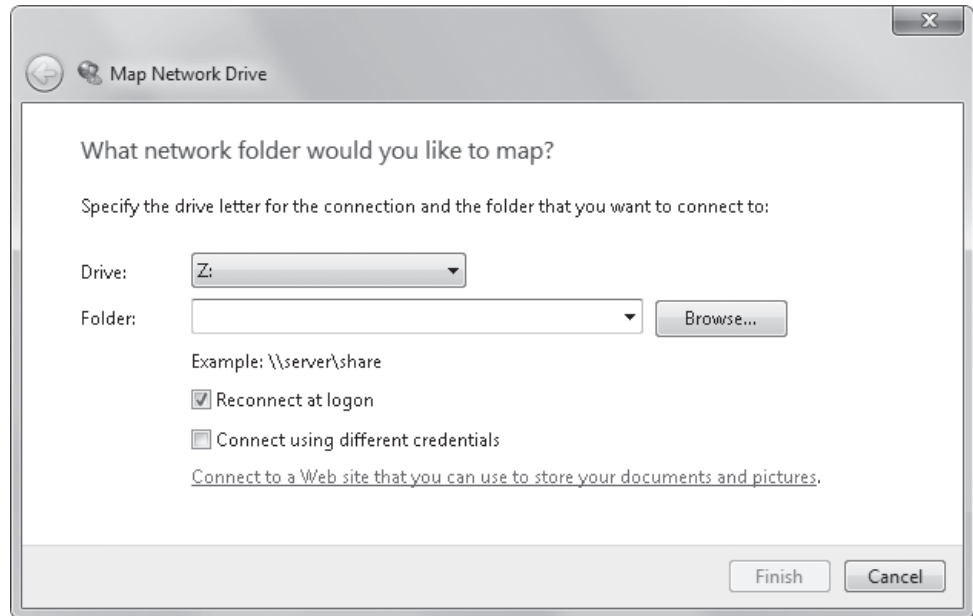 Map Network Drive
What network folder would you like to map?
Specify the drive letter for the connection and the folder that you want to connect to:
Drive: Z:
Folder: Browse...
Example: \\server\share
Reconnect at logon
Connect using different credentials
Connect to a Web site that you can use to store your documents and pictures.
Finish Cancel